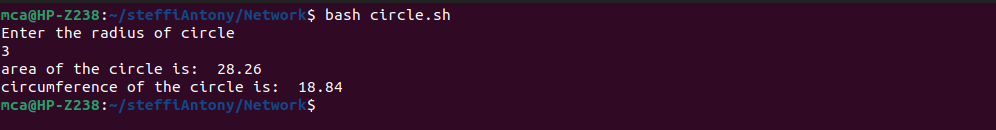 mca@HP-Z238:~/steffiAntony/Network$ bash circle.sh
Enter the radius of circle
3
area of the circle is:  28.26
circumference of the circle is:  18.84
mca@HP-Z238:~/steffiAntony/Network$